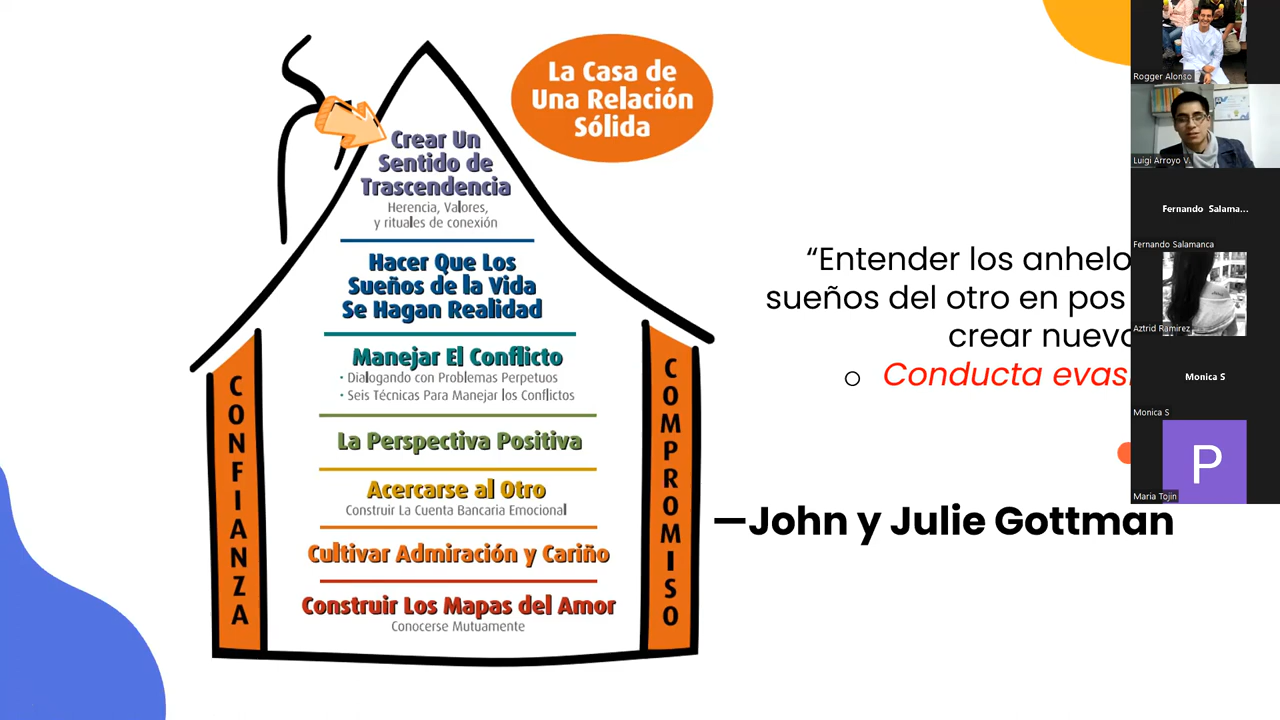 La Casa de
Una Relación
Sólida
Crear Un
Sentido de
Trascendencia
Herencia, Valores,
y rituales de conexión
Hacer Que Los
Sueños de la Vida
Se Hagan Realidad
Manejar El Conflicto
• Dialogando con Problemas Perpetuos
• Seis Técnicas Para Manejar los Conflictos
La Perspectiva Positiva
Acercarse al Otro
Construir La Cuenta Bancaria Emocional
Cultivar Admiración y Cariño
Construir Los Mapas del Amor
Conocerse Mutuamente
CONFIANZA
COMPROMISO
“Entender los anhelo
sueños del otro en pos
crear nuevo
o Conducta evas
—John y Julie Gottman
Rogger Alonso
Luigi Arroyo V.
Fernando Salama...
Fernando Salamanca
Aztrid Ramirez
Monica S
Monica S
P
Maria Tojin